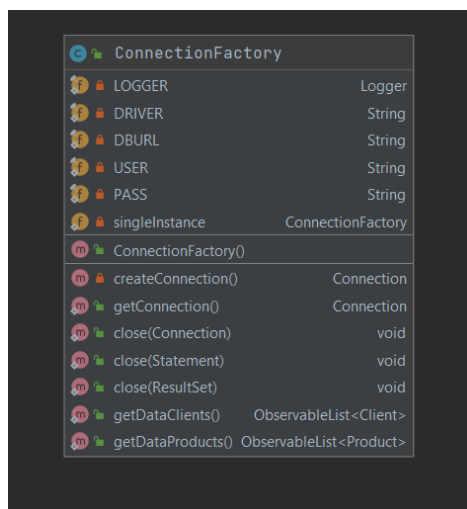 ConnectionFactory
LOGGER Logger
DRIVER String
DBURL String
USER String
PASS String
singleInstance ConnectionFactory
ConnectionFactory()
createConnection() Connection
getConnection() Connection
close(Connection) void
close(Statement) void
close(ResultSet) void
getDataClients() ObservableList<Client>
getDataProducts() ObservableList<Product>